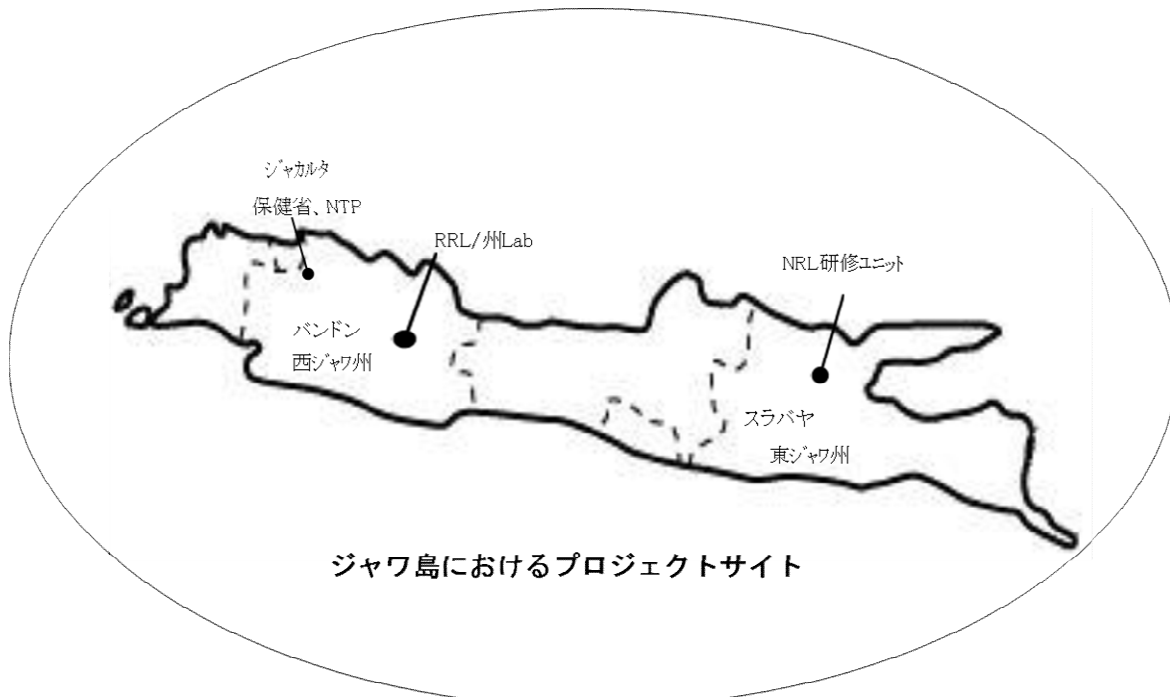 ジャカルタ
保健省、NTP
RRL/州Lab
NRL研修ユニット
バンドン
西ジャワ州
スラバヤ
東ジャワ州
ジャワ島におけるプロジェクトサイト